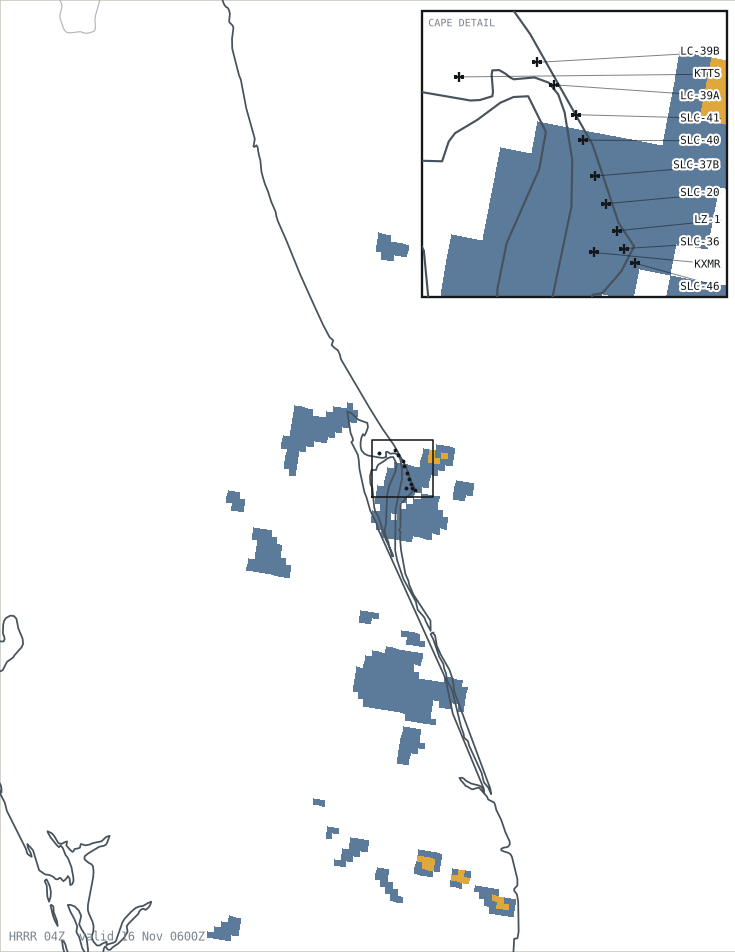 CAPE DETAIL
LC-39B
KTTS
LC-39A
SLC-41
SLC-40
SLC-37B
SLC-20
LZ-1
SLC-36
KXMR
SLC-46
HRRR 04Z valid 16 Nov 0600Z